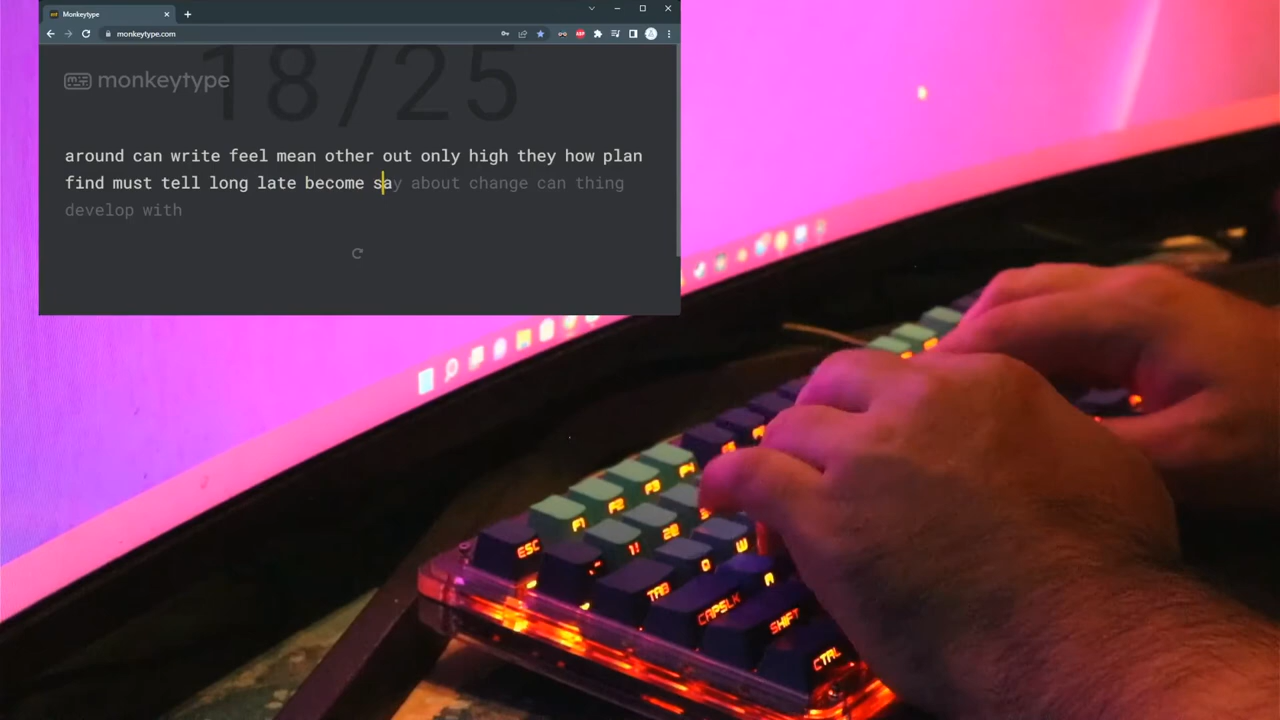 Monkeytype
monkeytype.com
18/25
monkeytype
around can write feel mean other out only high they how plan
find must tell long late become say about change can thing
develop with
F1
F2
F3
F4
ESC
1!
2@
W
Q
TAB
A
CAPSLK
SHIFT
CTRL